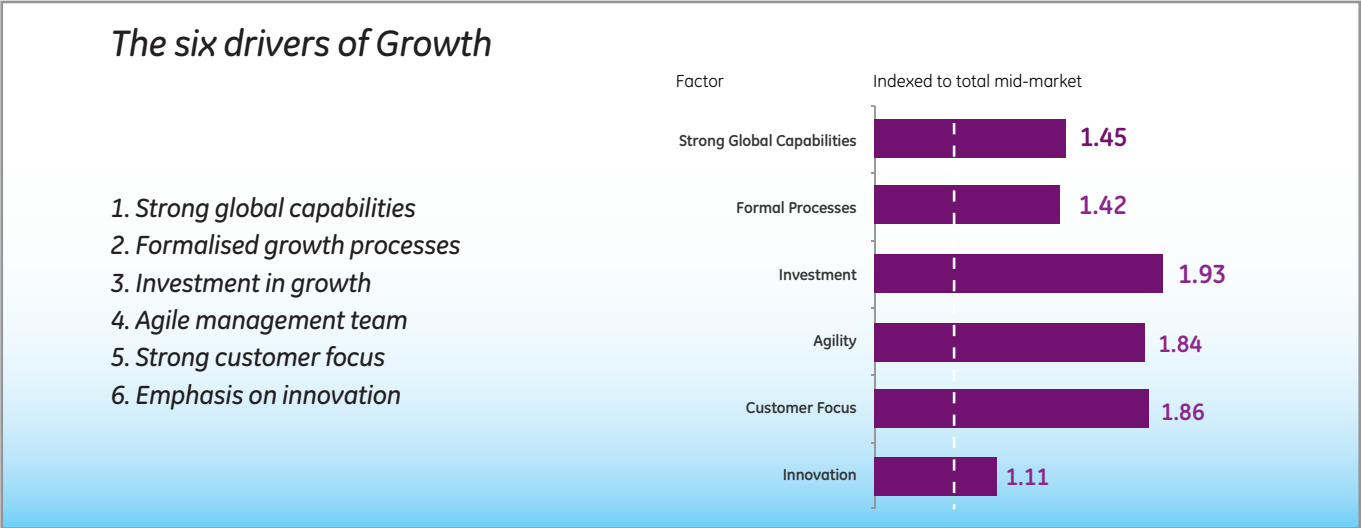 The six drivers of Growth
1. Strong global capabilities
2. Formalised growth processes
3. Investment in growth
4. Agile management team
5. Strong customer focus
6. Emphasis on innovation
Factor
Indexed to total mid-market
Strong Global Capabilities
1.45
Formal Processes
1.42
Investment
1.93
Agility
1.84
Customer Focus
1.86
Innovation
1.11